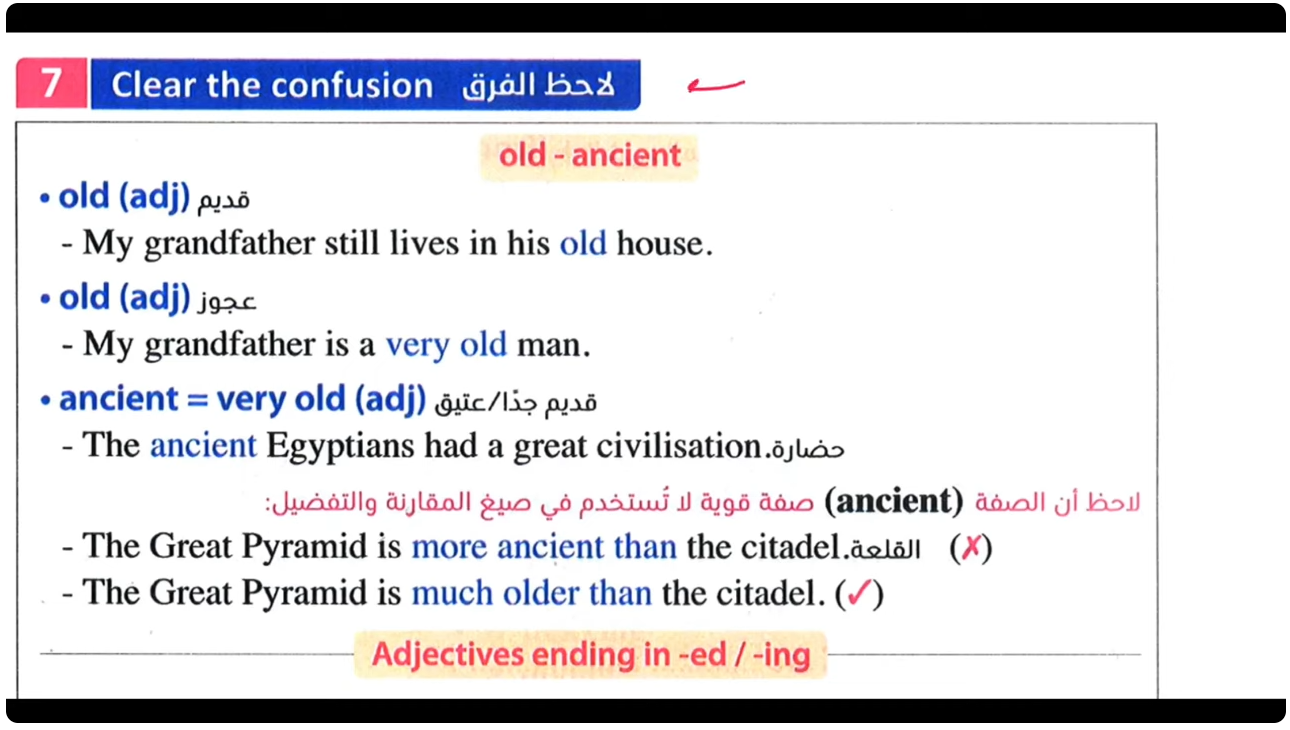 7 Clear the confusion لاحظ الفرق
old - ancient
• old (adj) قديم
- My grandfather still lives in his old house.
• old (adj) عجوز
- My grandfather is a very old man.
• ancient = very old (adj) قديم جدًا/عتيق
- The ancient Egyptians had a great civilisation.حضارة
لاحظ أن الصفة (ancient) صفة قوية لا تُستخدم في صيغ المقارنة والتفضيل:
- The Great Pyramid is more ancient than the citadel.القلعة (✗)
- The Great Pyramid is much older than the citadel. (✓)
Adjectives ending in -ed / -ing